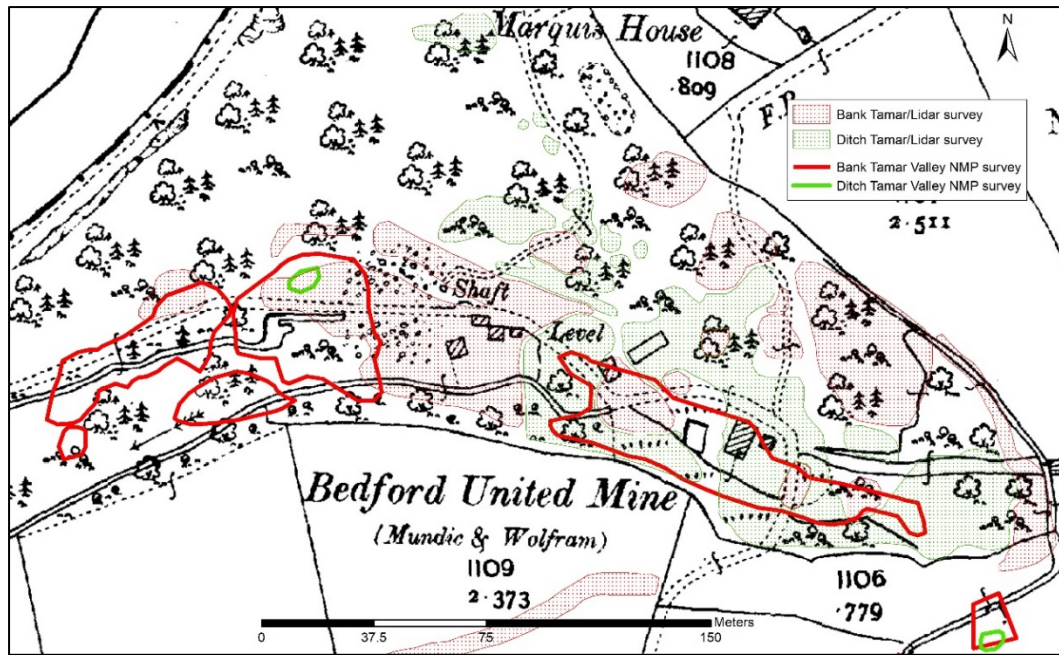 Marquis House
1108
·809
N
F.P.
N
Bank Tamar/Lidar survey
Ditch Tamar/Lidar survey
Bank Tamar Valley NMP survey
Ditch Tamar Valley NMP survey
2·511
Shaft
Level
Bedford United Mine
(Mundic & Wolfram)
1109
2·373
1106
·779
Meters
0 37.5 75 150